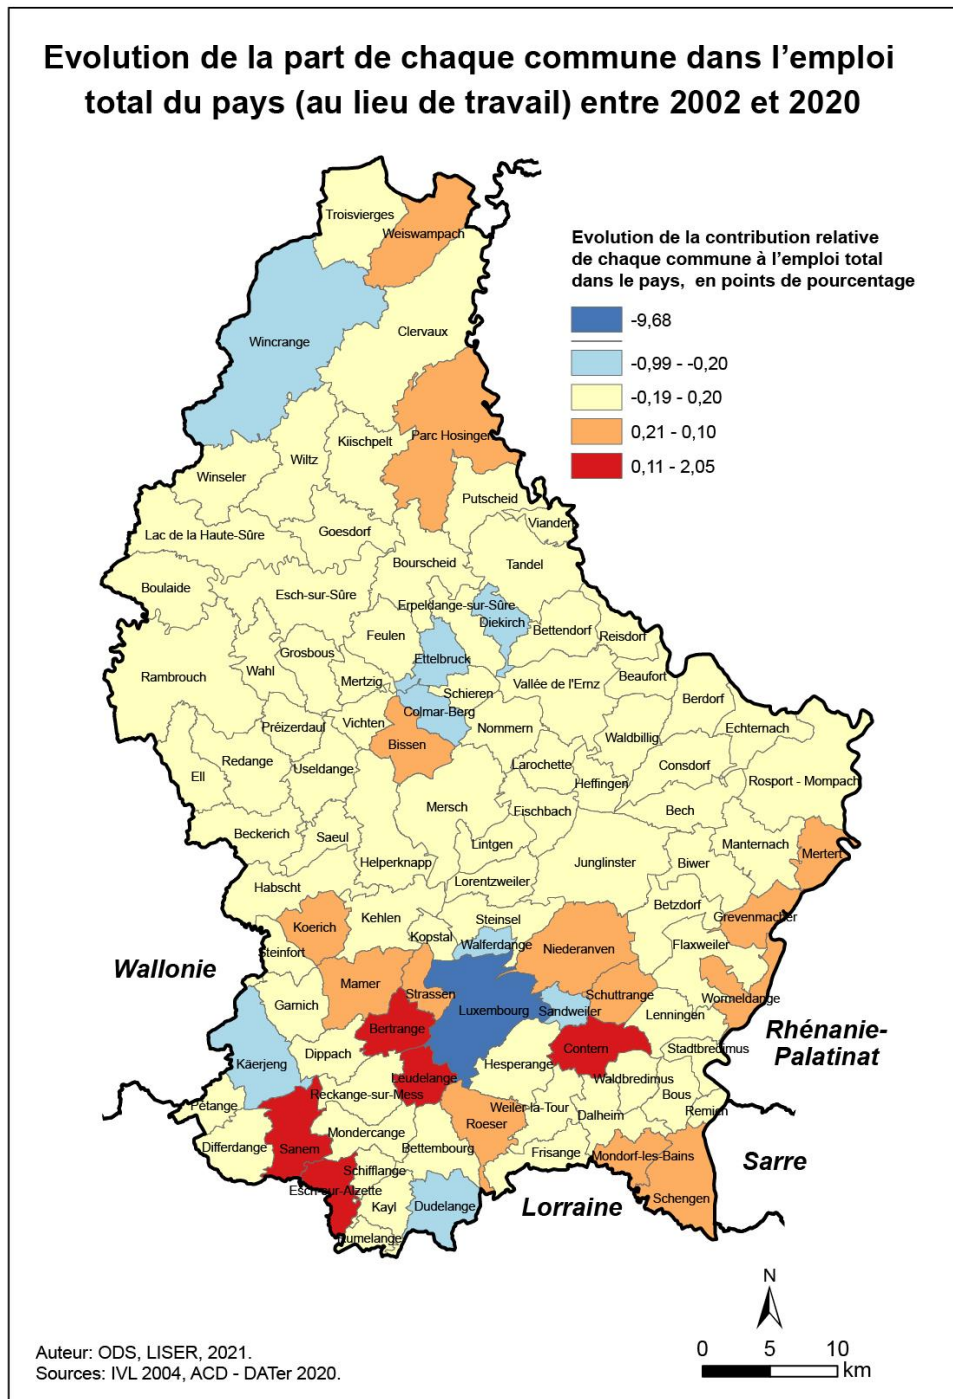 Evolution de la part de chaque commune dans l’emploi
total du pays (au lieu de travail) entre 2002 et 2020
Evolution de la contribution relative
de chaque commune à l’emploi total
dans le pays, en points de pourcentage
-9,68
-0,99 - -0,20
-0,19 - 0,20
0,21 - 0,10
0,11 - 2,05
Troisvierges
Weiswampach
Wincrange
Clervaux
Parc Hosingen
Kiischpelt
Wiltz
Winseler
Putscheid
Vianden
Lac de la Haute-Sûre
Goesdorf
Bourscheid
Tandel
Boulaide
Esch-sur-Sûre
Erpeldange-sur-Sûre
Diekirch
Bettendorf
Reisdorf
Feulen
Ettelbruck
Grosbous
Wahl
Rambrouch
Mertzig
Schieren
Vallée de l'Ernz
Beaufort
Berdorf
Colmar-Berg
Vichten
Préizerdaul
Nommern
Echternach
Bissen
Waldbillig
Redange
Useldange
Ell
Larochette
Heffingen
Consdorf
Rosport - Mompach
Mersch
Fischbach
Bech
Beckerich
Saeul
Lintgen
Manternach
Mertert
Helperknapp
Junglinster
Biwer
Lorentzweiler
Habscht
Kehlen
Betzdorf
Grevenmacher
Koerich
Steinsel
Kopstal
Walferdange
Niederanven
Flaxweiler
Steinfort
Wallonie
Mamer
Strassen
Schuttrange
Wormeldange
Garnich
Luxembourg
Sandweiler
Lenningen
Bertrange
Rhénanie-
Palatinat
Contern
Stadtbredimus
Dippach
Käerjeng
Hesperange
Leudelange
Waldbredimus
Reckange-sur-Mess
Bous
Pétange
Weiler-la-Tour
Dalheim
Remich
Roeser
Mondercange
Differdange
Sanem
Bettembourg
Frisange
Mondorf-les-Bains
Sarre
Schifflange
Esch-sur-Alzette
Kayl
Dudelange
Lorraine
Schengen
Rumelange
N
0 5 10
km
Auteur: ODS, LISER, 2021.
Sources: IVL 2004, ACD - DATer 2020.